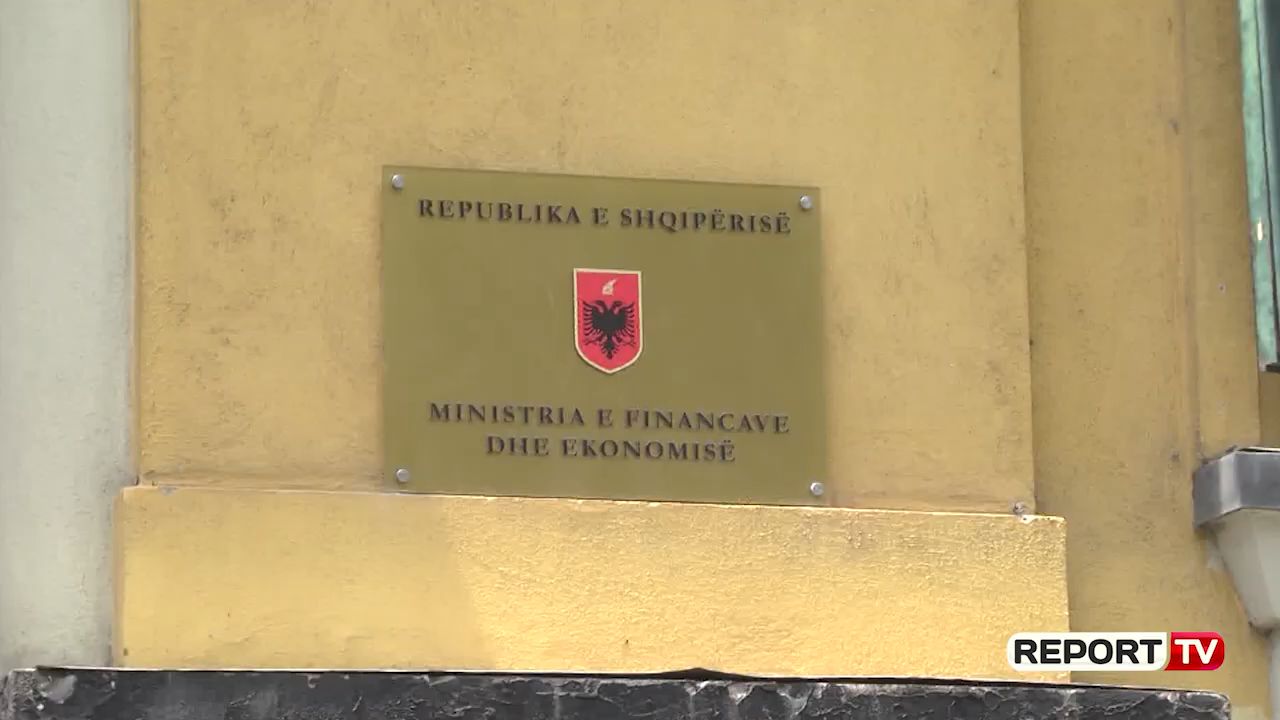 REPUBLIKA E SHQIPËRISË
MINISTRIA E FINANCAVE
DHE EKONOMISË
REPORT TV